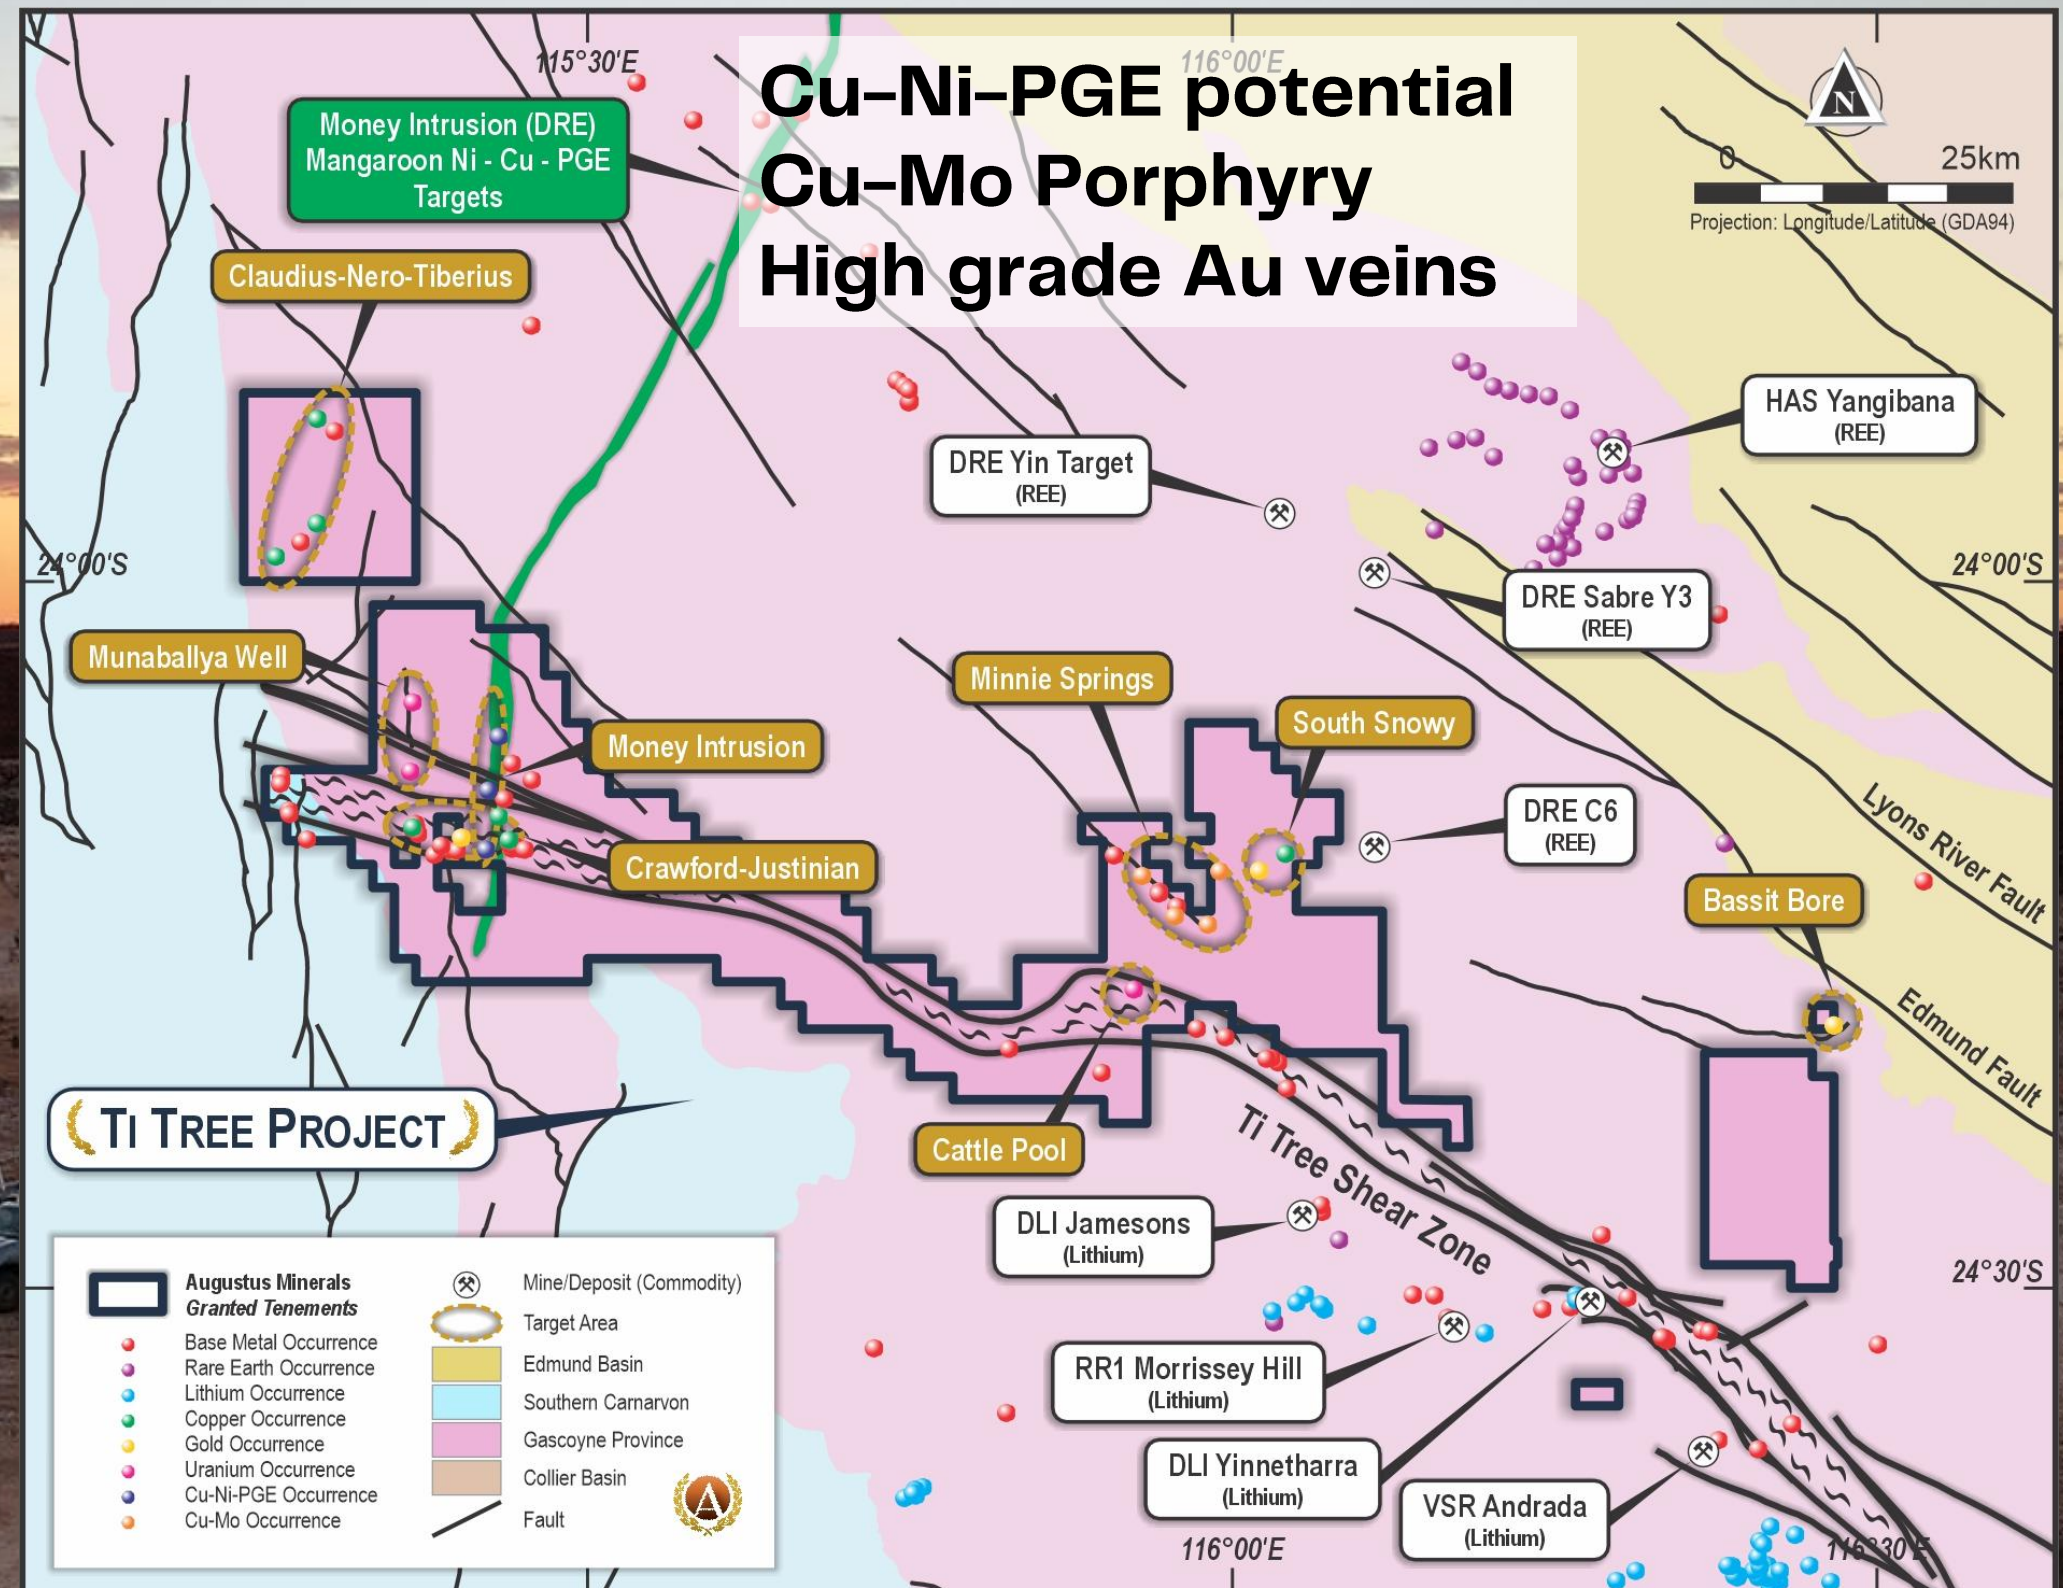 115°30'E
116°00'E
Cu–Ni–PGE potential
Cu–Mo Porphyry
High grade Au veins
N
0
25km
Projection: Longitude/Latitude (GDA94)
Money Intrusion (DRE)
Mangaroon Ni - Cu - PGE
Targets
Claudius-Nero-Tiberius
HAS Yangibana
(REE)
DRE Yin Target
(REE)
24°00'S
24°00'S
DRE Sabre Y3
(REE)
Munaballya Well
Minnie Springs
South Snowy
Money Intrusion
DRE C6
(REE)
Lyons River Fault
Crawford-Justinian
Bassit Bore
Edmund Fault
TI TREE PROJECT
Cattle Pool
Ti Tree Shear Zone
DLI Jamesons
(Lithium)
24°30'S
RR1 Morrissey Hill
(Lithium)
DLI Yinnetharra
(Lithium)
VSR Andrada
(Lithium)
116°00'E
116°30'E
Augustus Minerals
Granted Tenements
Base Metal Occurrence
Rare Earth Occurrence
Lithium Occurrence
Copper Occurrence
Gold Occurrence
Uranium Occurrence
Cu-Ni-PGE Occurrence
Cu-Mo Occurrence
Mine/Deposit (Commodity)
Target Area
Edmund Basin
Southern Carnarvon
Gascoyne Province
Collier Basin
Fault
A